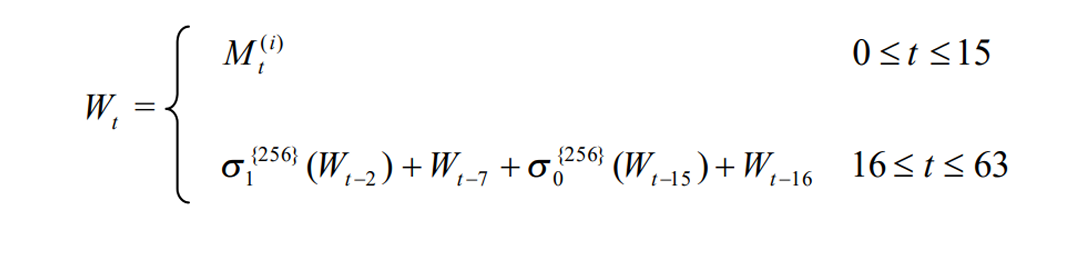 M_t^{(i)} 0 ≤ t ≤ 15
W_t =
σ_1^{\{256\}}(W_{t–2}) + W_{t–7} + σ_0^{\{256\}}(W_{t–15}) + W_{t–16} 16 ≤ t ≤ 63